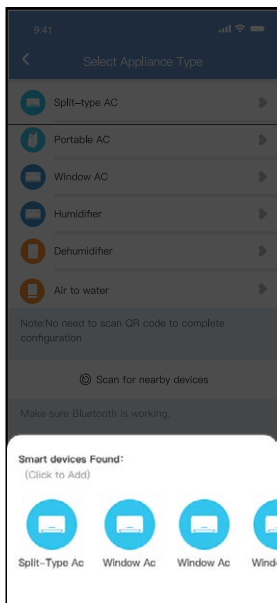 9:41
Select Appliance Type
Split-type AC
Portable AC
Window AC
Humidifier
Dehumidifier
Air to water
Note:No need to scan QR code to complete
configuration
Scan for nearby devices
Make sure Bluetooth is working.
Smart devices Found:
(Click to Add)
Split-Type Ac Window Ac Window Ac Wind